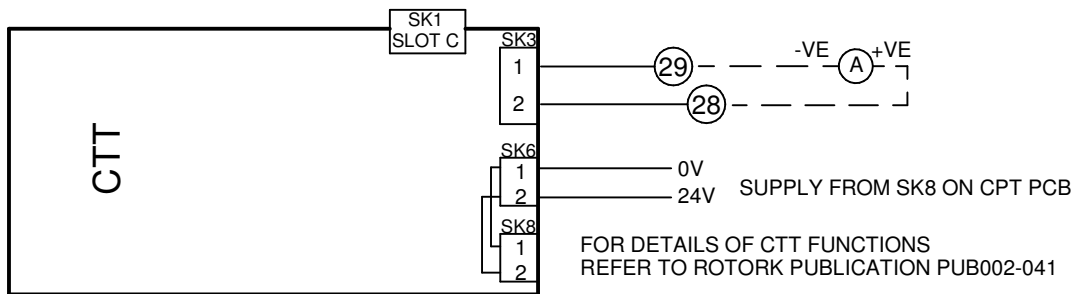 SK1
SLOT C
SK3
1
29
-VE
A
+VE
2
28
CTT
SK6
1
0V
2
24V
SUPPLY FROM SK8 ON CPT PCB
SK8
1
2
FOR DETAILS OF CTT FUNCTIONS
REFER TO ROTORK PUBLICATION PUB002-041